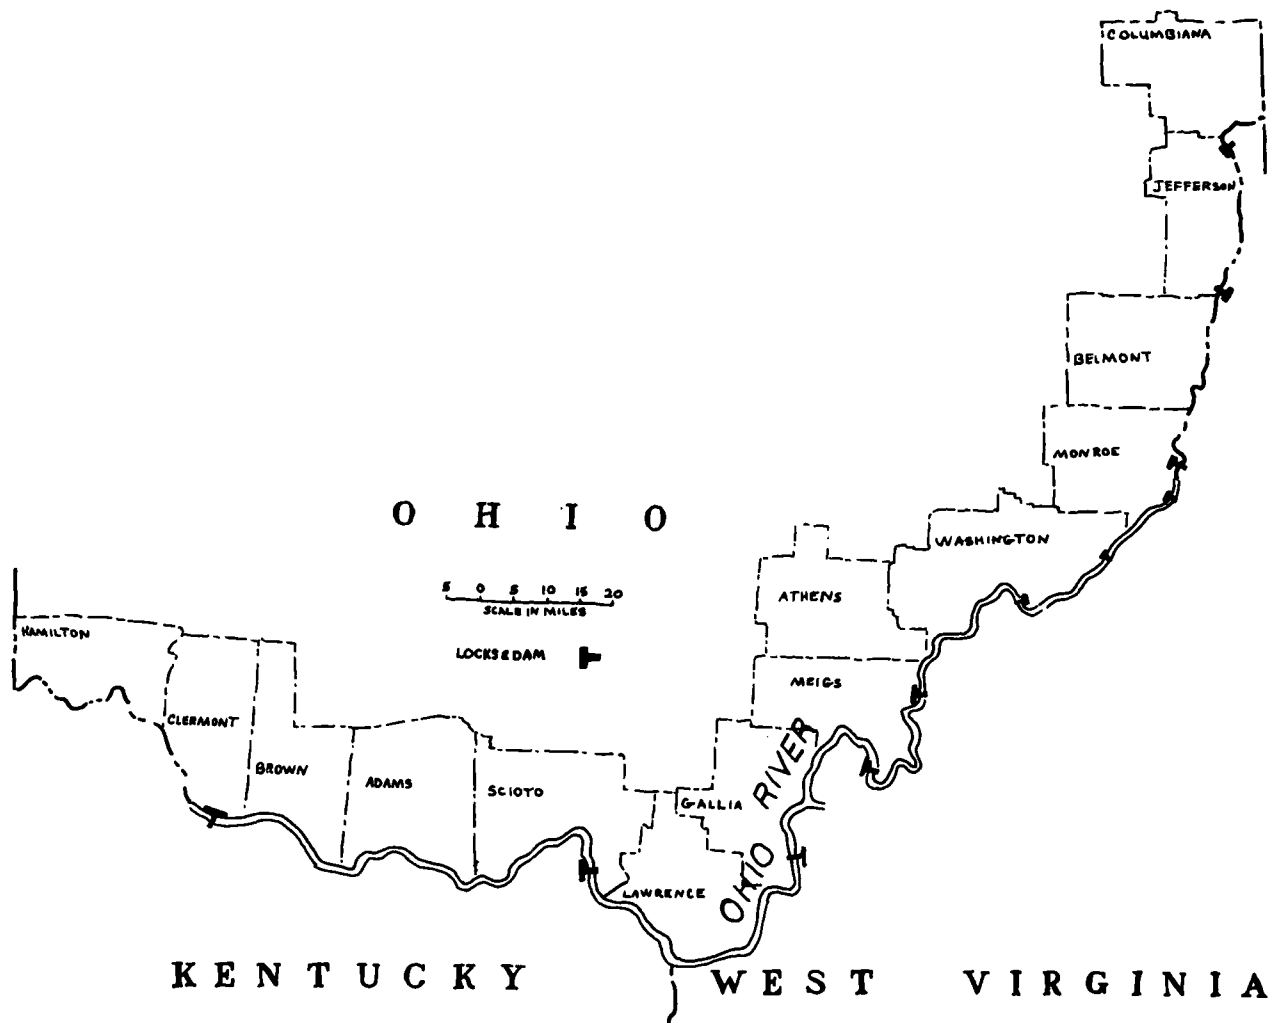 COLUMBIANA
JEFFERSON
BELMONT
MONROE
O H I O
WASHINGTON
5 0 5 10 15 20
SCALE IN MILES
ATHENS
HAMILTON
LOCKS & DAM
MEIGS
CLERMONT
BROWN
ADAMS
SCIOTO
GALLIA
OHIO RIVER
LAWRENCE
KENTUCKY
WEST VIRGINIA